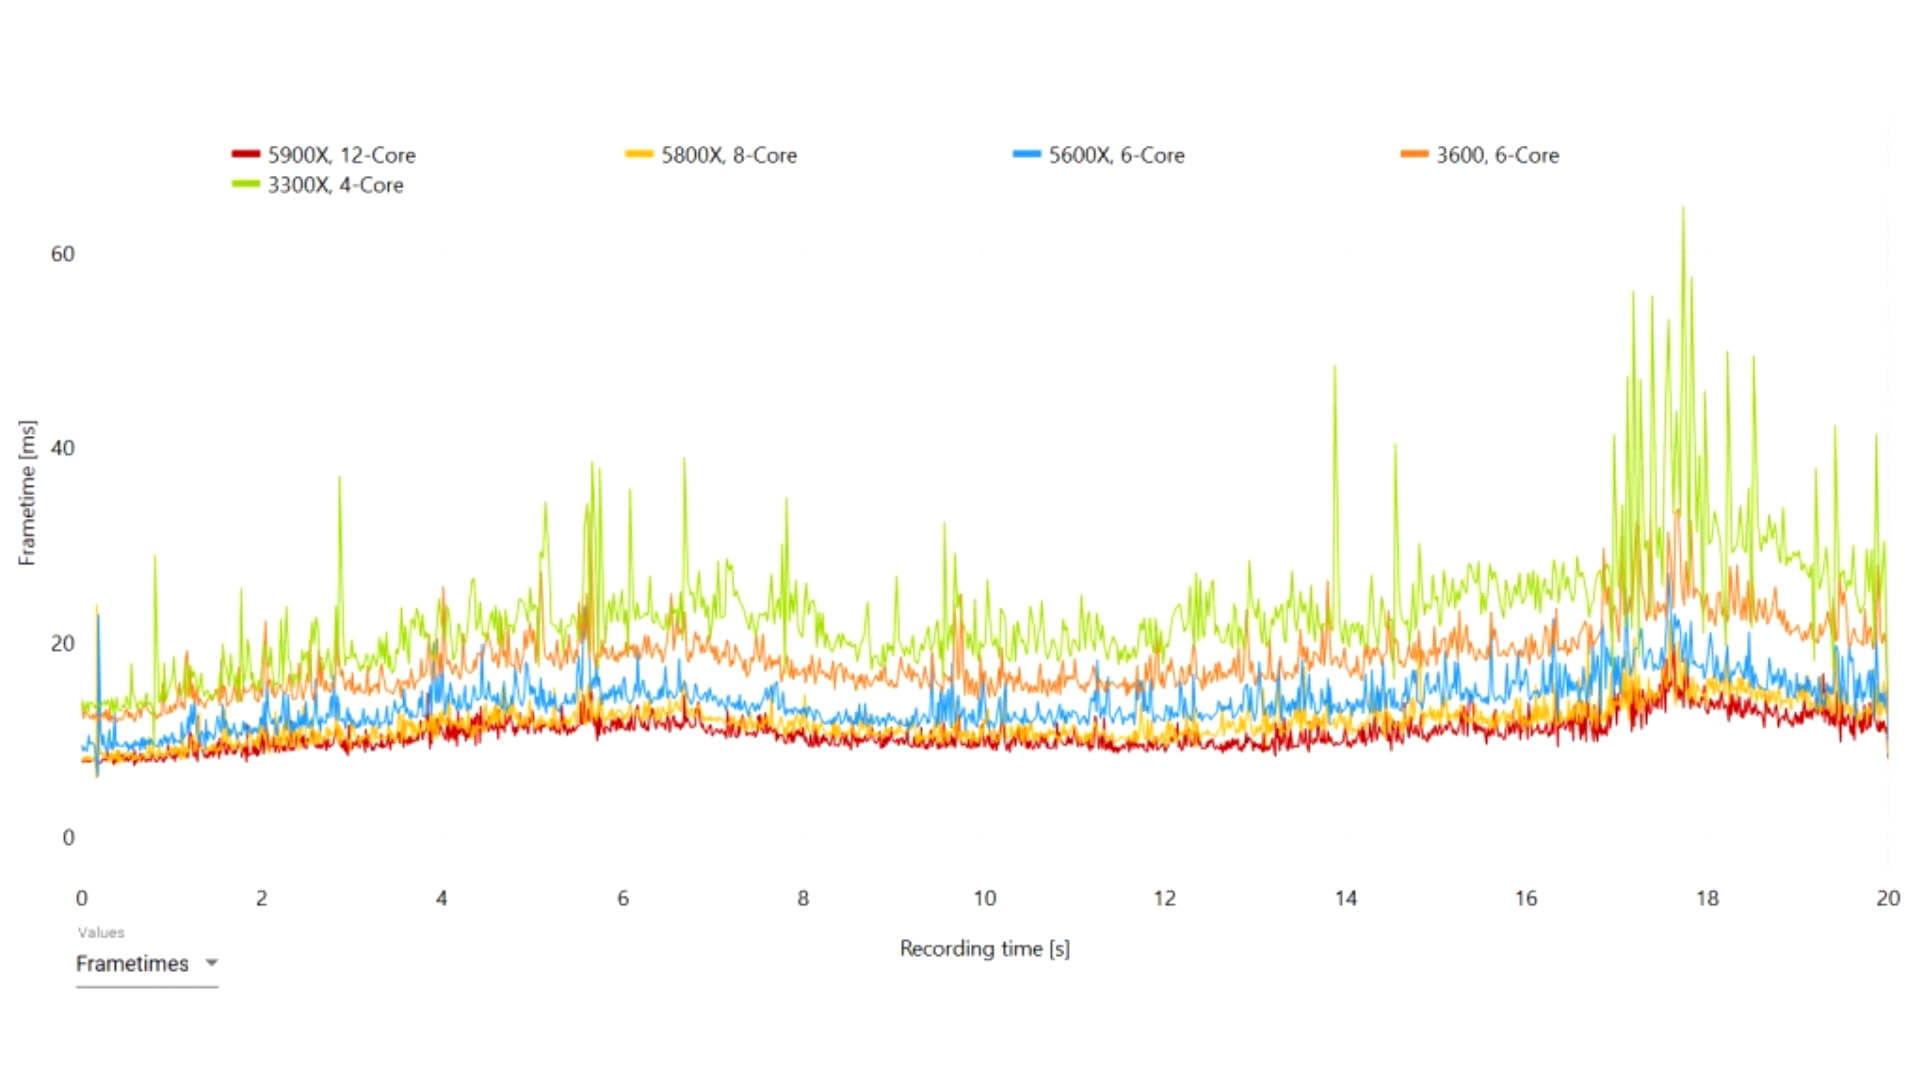 5900X, 12-Core
5800X, 8-Core
5600X, 6-Core
3600, 6-Core
3300X, 4-Core
Frametime [ms]
60
40
20
0
0 2 4 6 8 10 12 14 16 18 20
Recording time [s]
Values
Frametimes